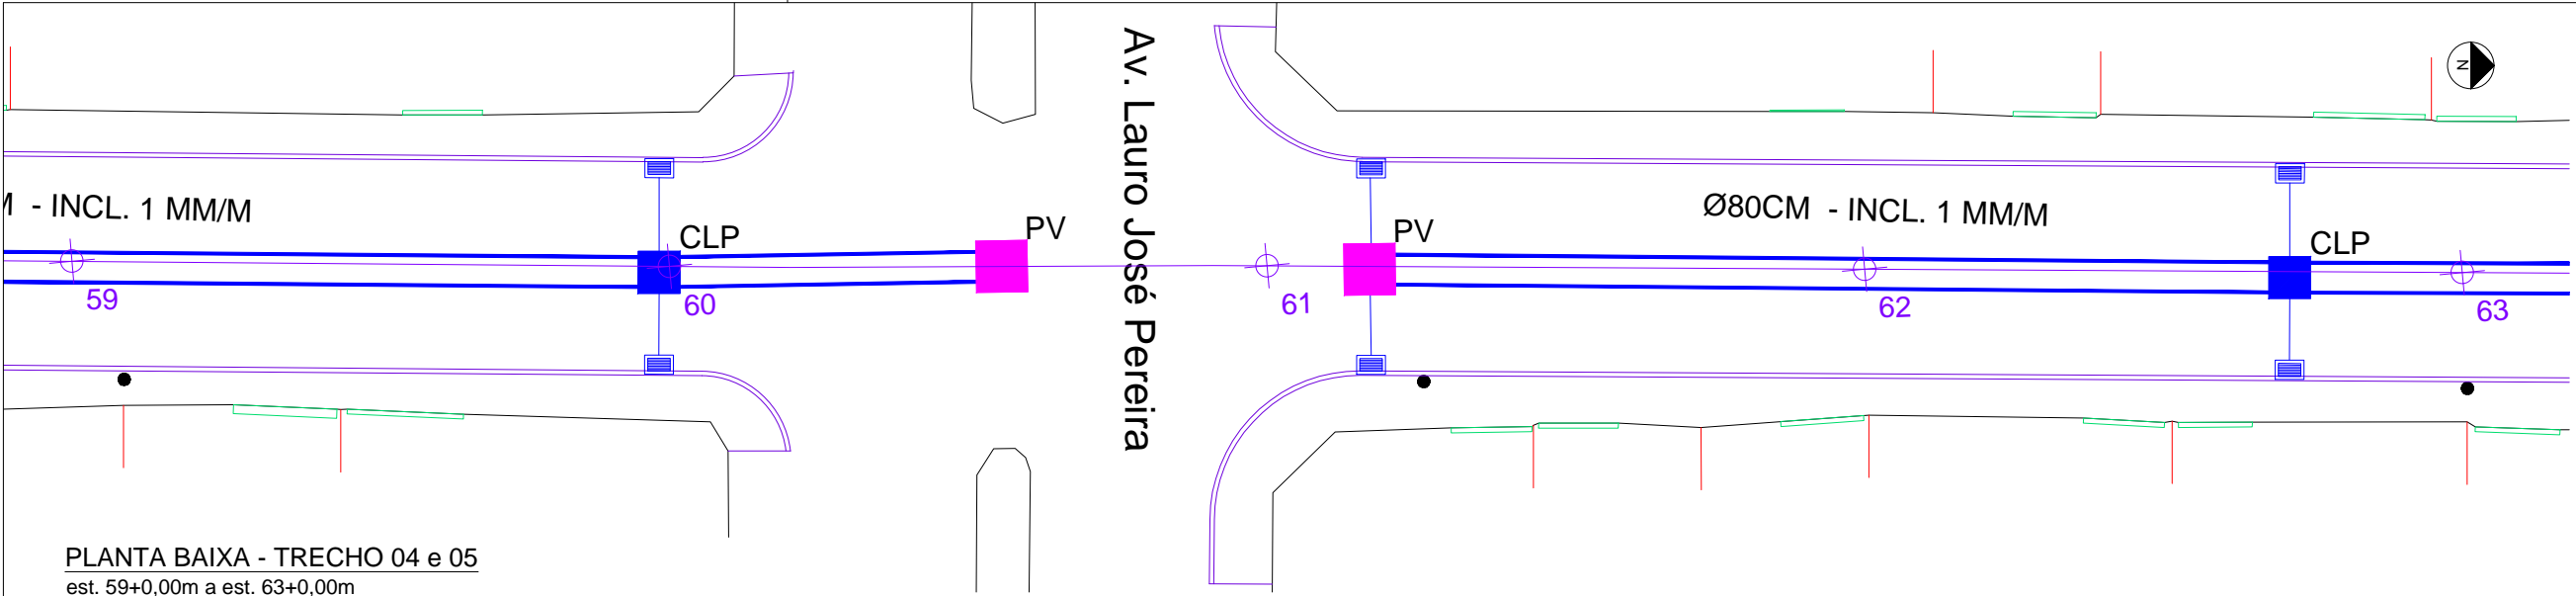 Av. Lauro José Pereira
N
- INCL. 1 MM/M
Ø80CM - INCL. 1 MM/M
CLP
PV
PV
CLP
59
60
61
62
63
PLANTA BAIXA - TRECHO 04 e 05
est. 59+0,00m a est. 63+0,00m